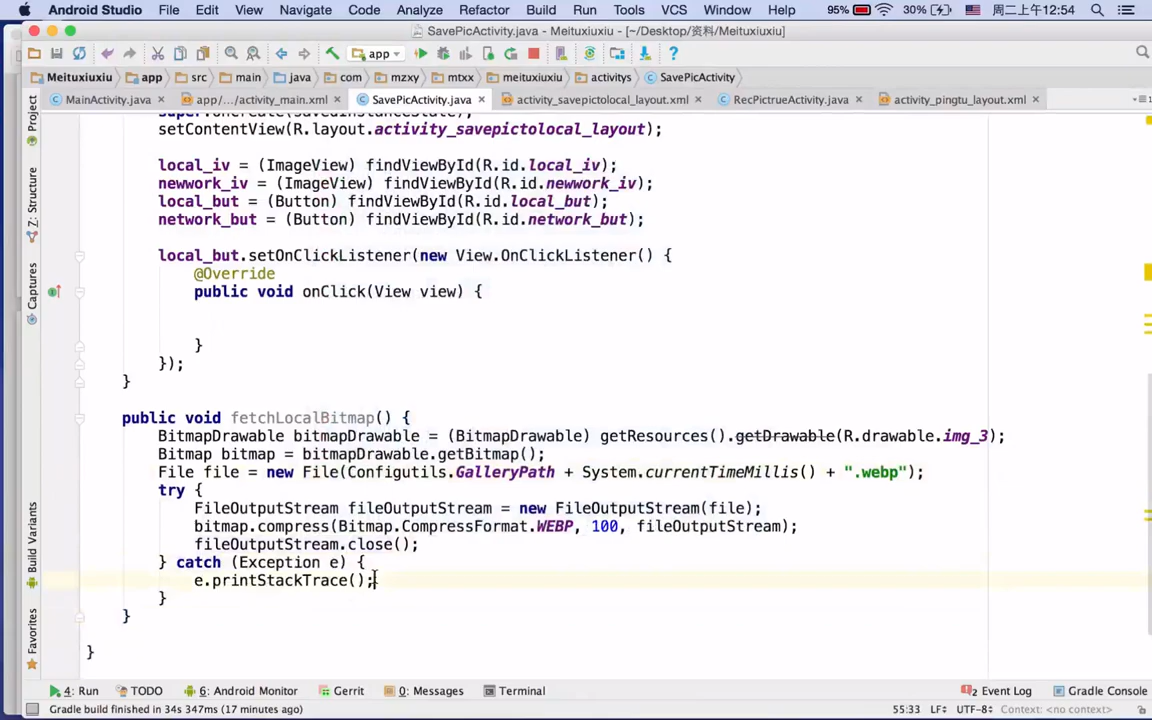 Android Studio File Edit View Navigate Code Analyze Refactor Build Run Tools VCS Window Help 95% 30% 周二上午12:54
SavePicActivity.java - Meituxiuxiu - [~/Desktop/资料/Meituxiuxiu]
app
Meituxiuxiu app src main java com mzxy mtxx meituxiuxiu activitys SavePicActivity
MainActivity.java app/.../activity_main.xml SavePicActivity.java activity_savepictolocal_layout.xml RecPictrueActivity.java activity_pingtu_layout.xml
Project
Z: Structure
Captures
Build Variants
Favorites
super.onCreate(savedInstanceState);
setContentView(R.layout.activity_savepictolocal_layout);
local_iv = (ImageView) findViewById(R.id.local_iv);
newwork_iv = (ImageView) findViewById(R.id.newwork_iv);
local_but = (Button) findViewById(R.id.local_but);
network_but = (Button) findViewById(R.id.network_but);
local_but.setOnClickListener(new View.OnClickListener() {
@Override
public void onClick(View view) {
}
});
}
public void fetchLocalBitmap() {
BitmapDrawable bitmapDrawable = (BitmapDrawable) getResources().getDrawable(R.drawable.img_3);
Bitmap bitmap = bitmapDrawable.getBitmap();
File file = new File(Configutils.GalleryPath + System.currentTimeMillis() + ".webp");
try {
FileOutputStream fileOutputStream = new FileOutputStream(file);
bitmap.compress(Bitmap.CompressFormat.WEBP, 100, fileOutputStream);
fileOutputStream.close();
} catch (Exception e) {
e.printStackTrace();
}
}
}
4: Run TODO 6: Android Monitor Gerrit 0: Messages Terminal 2 Event Log Gradle Console
Gradle build finished in 34s 347ms (17 minutes ago) 55:33 LF÷ UTF-8÷ Context: <no context>